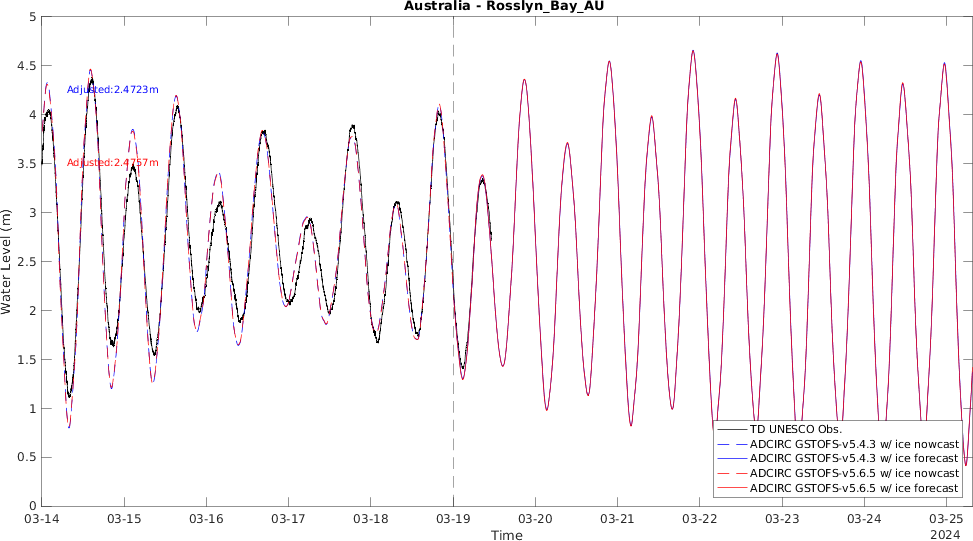 Australia - Rosslyn_Bay_AU
5
4.5
4
3.5
3
2.5
2
1.5
1
0.5
0
Water Level (m)
Adjusted:2.4723m
Adjusted:2.4757m
TD UNESCO Obs.
ADCIRC GSTOFS-v5.4.3 w/ ice nowcast
ADCIRC GSTOFS-v5.4.3 w/ ice forecast
ADCIRC GSTOFS-v5.6.5 w/ ice nowcast
ADCIRC GSTOFS-v5.6.5 w/ ice forecast
03-14 03-15 03-16 03-17 03-18 03-19 03-20 03-21 03-22 03-23 03-24 03-25
2024
Time